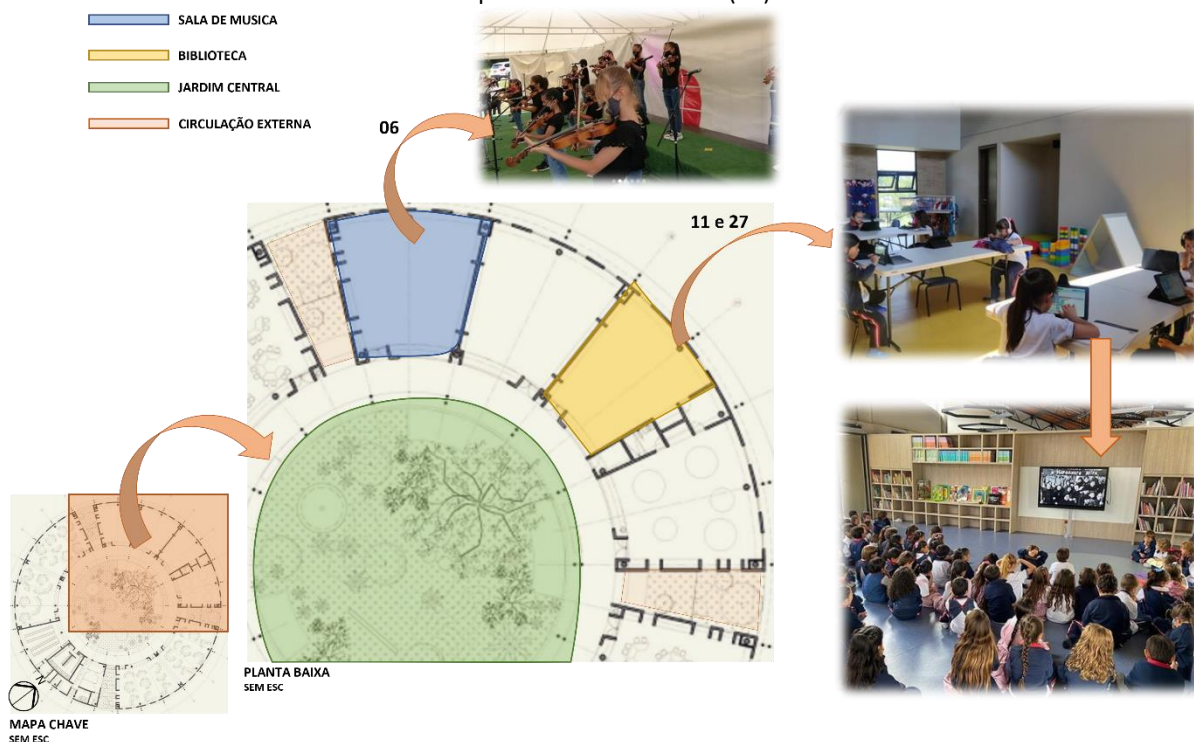 SALA DE MUSICA
BIBLIOTECA
JARDIM CENTRAL
CIRCULAÇÃO EXTERNA
06
11 e 27
PLANTA BAIXA
SEM ESC
N
MAPA CHAVE
SEM ESC